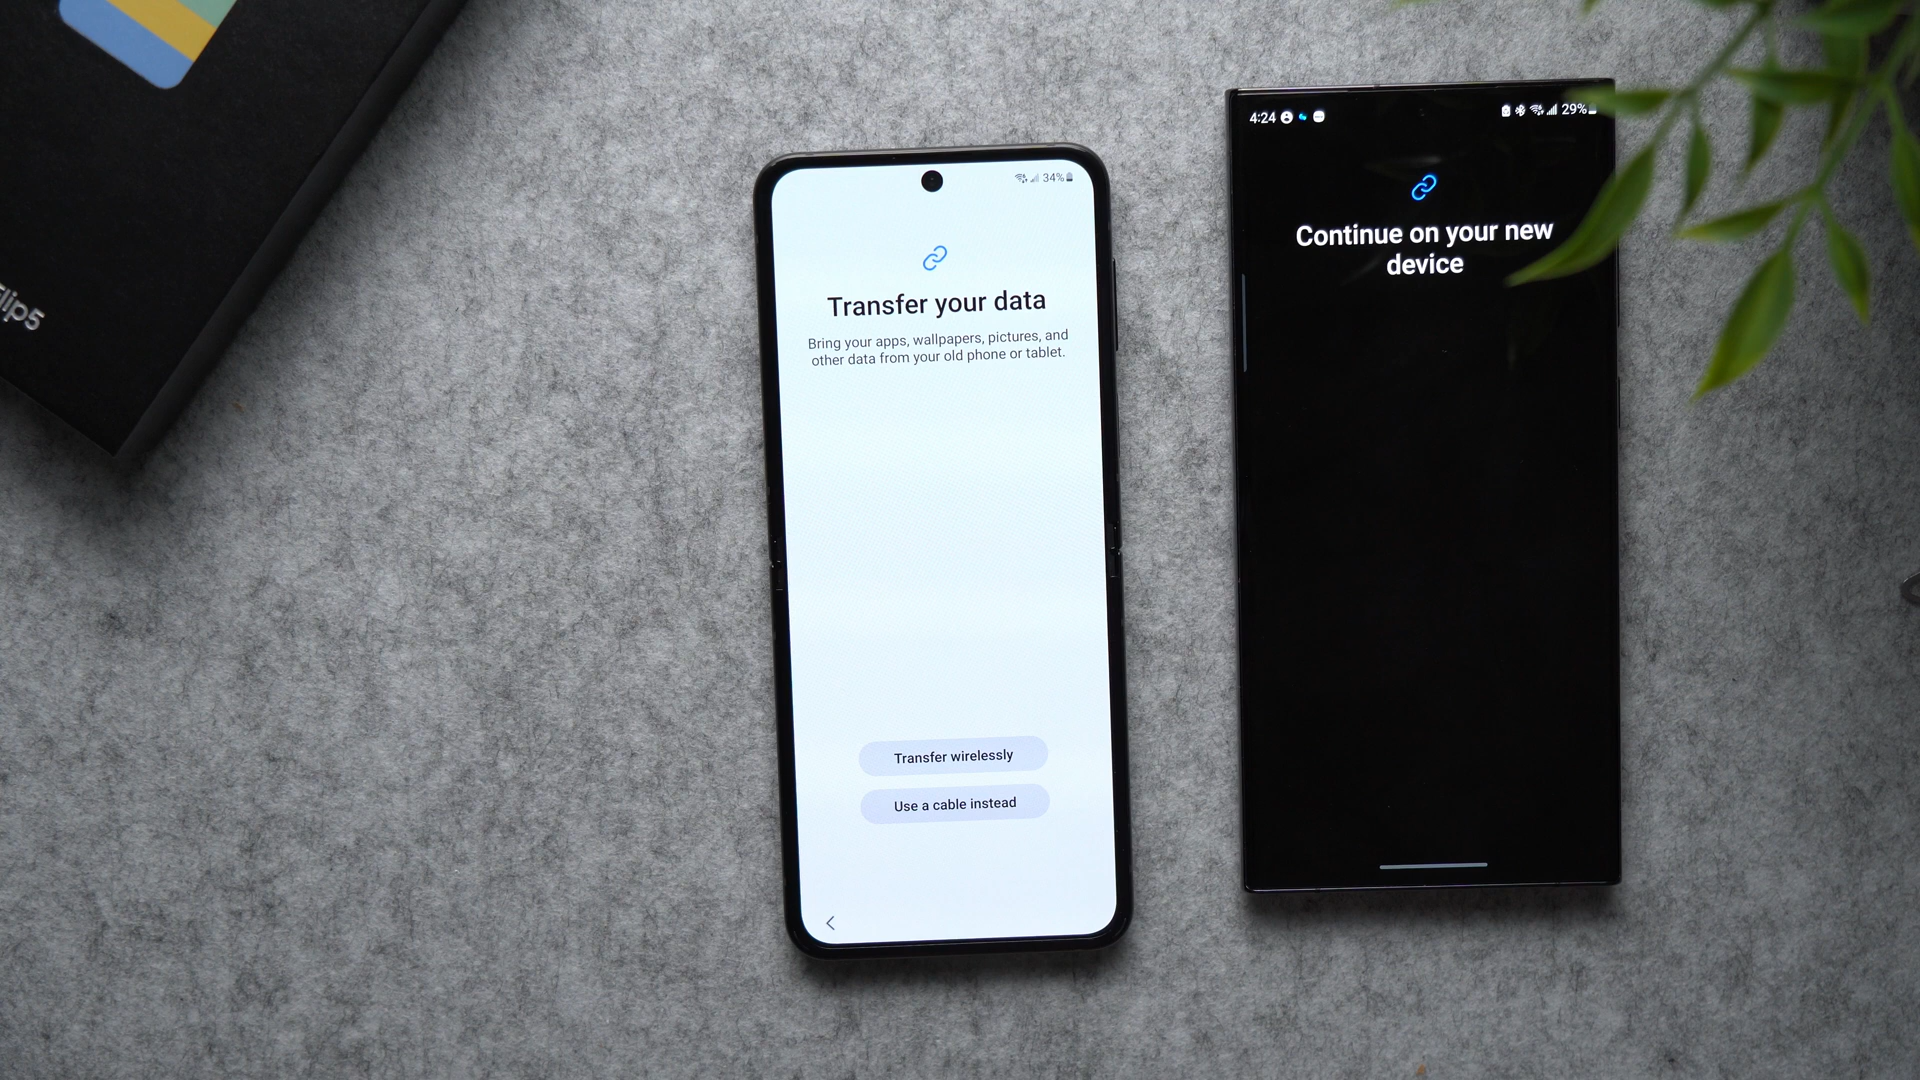 lip5
34%
Transfer your data
Bring your apps, wallpapers, pictures, and
other data from your old phone or tablet.
Transfer wirelessly
Use a cable instead
4:24
29%
Continue on your new
device